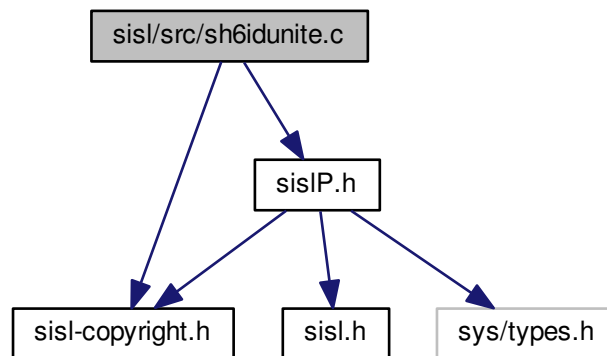 sisl/src/sh6idunite.c
sislP.h
sisl-copyright.h
sisl.h
sys/types.h